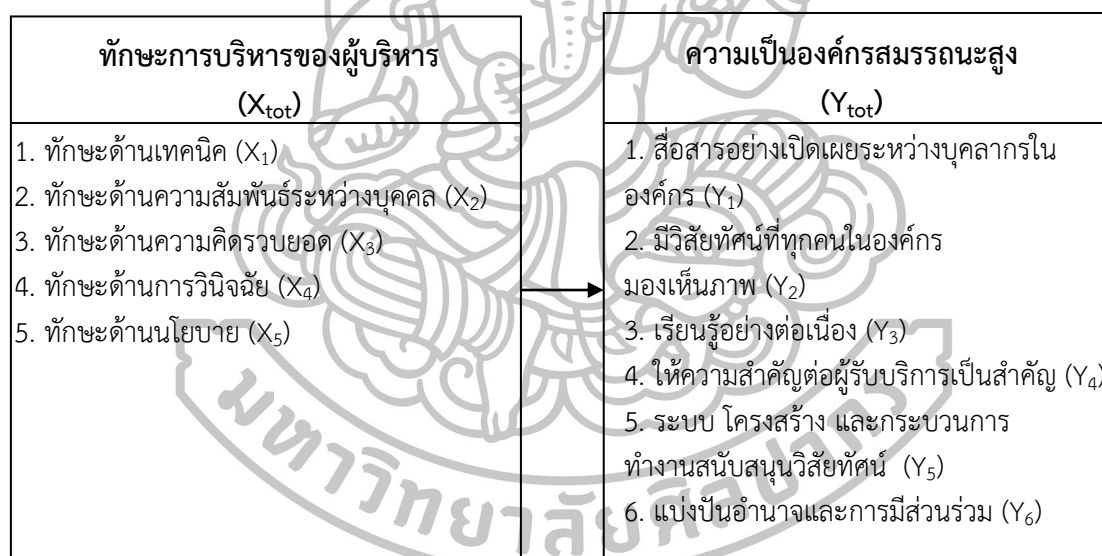 ทักษะการบริหารของผู้บริหาร
(Xtot)
1. ทักษะด้านเทคนิค (X1)
2. ทักษะด้านความสัมพันธ์ระหว่างบุคคล (X2)
3. ทักษะด้านความคิดรวบยอด (X3)
4. ทักษะด้านการวินิจฉัย (X4)
5. ทักษะด้านนโยบาย (X5)
ความเป็นองค์กรสมรรถนะสูง
(Ytot)
1. สื่อสารอย่างเปิดเผยระหว่างบุคลากรใน
องค์กร (Y1)
2. มีวิสัยทัศน์ที่ทุกคนในองค์กร
มองเห็นภาพ (Y2)
3. เรียนรู้อย่างต่อเนื่อง (Y3)
4. ให้ความสำคัญต่อผู้รับบริการเป็นสำคัญ (Y4)
5. ระบบ โครงสร้าง และกระบวนการ
ทำงานสนับสนุนวิสัยทัศน์ (Y5)
6. แบ่งปันอำนาจและการมีส่วนร่วม (Y6)
มหาวิทยาลัยศิลปากร